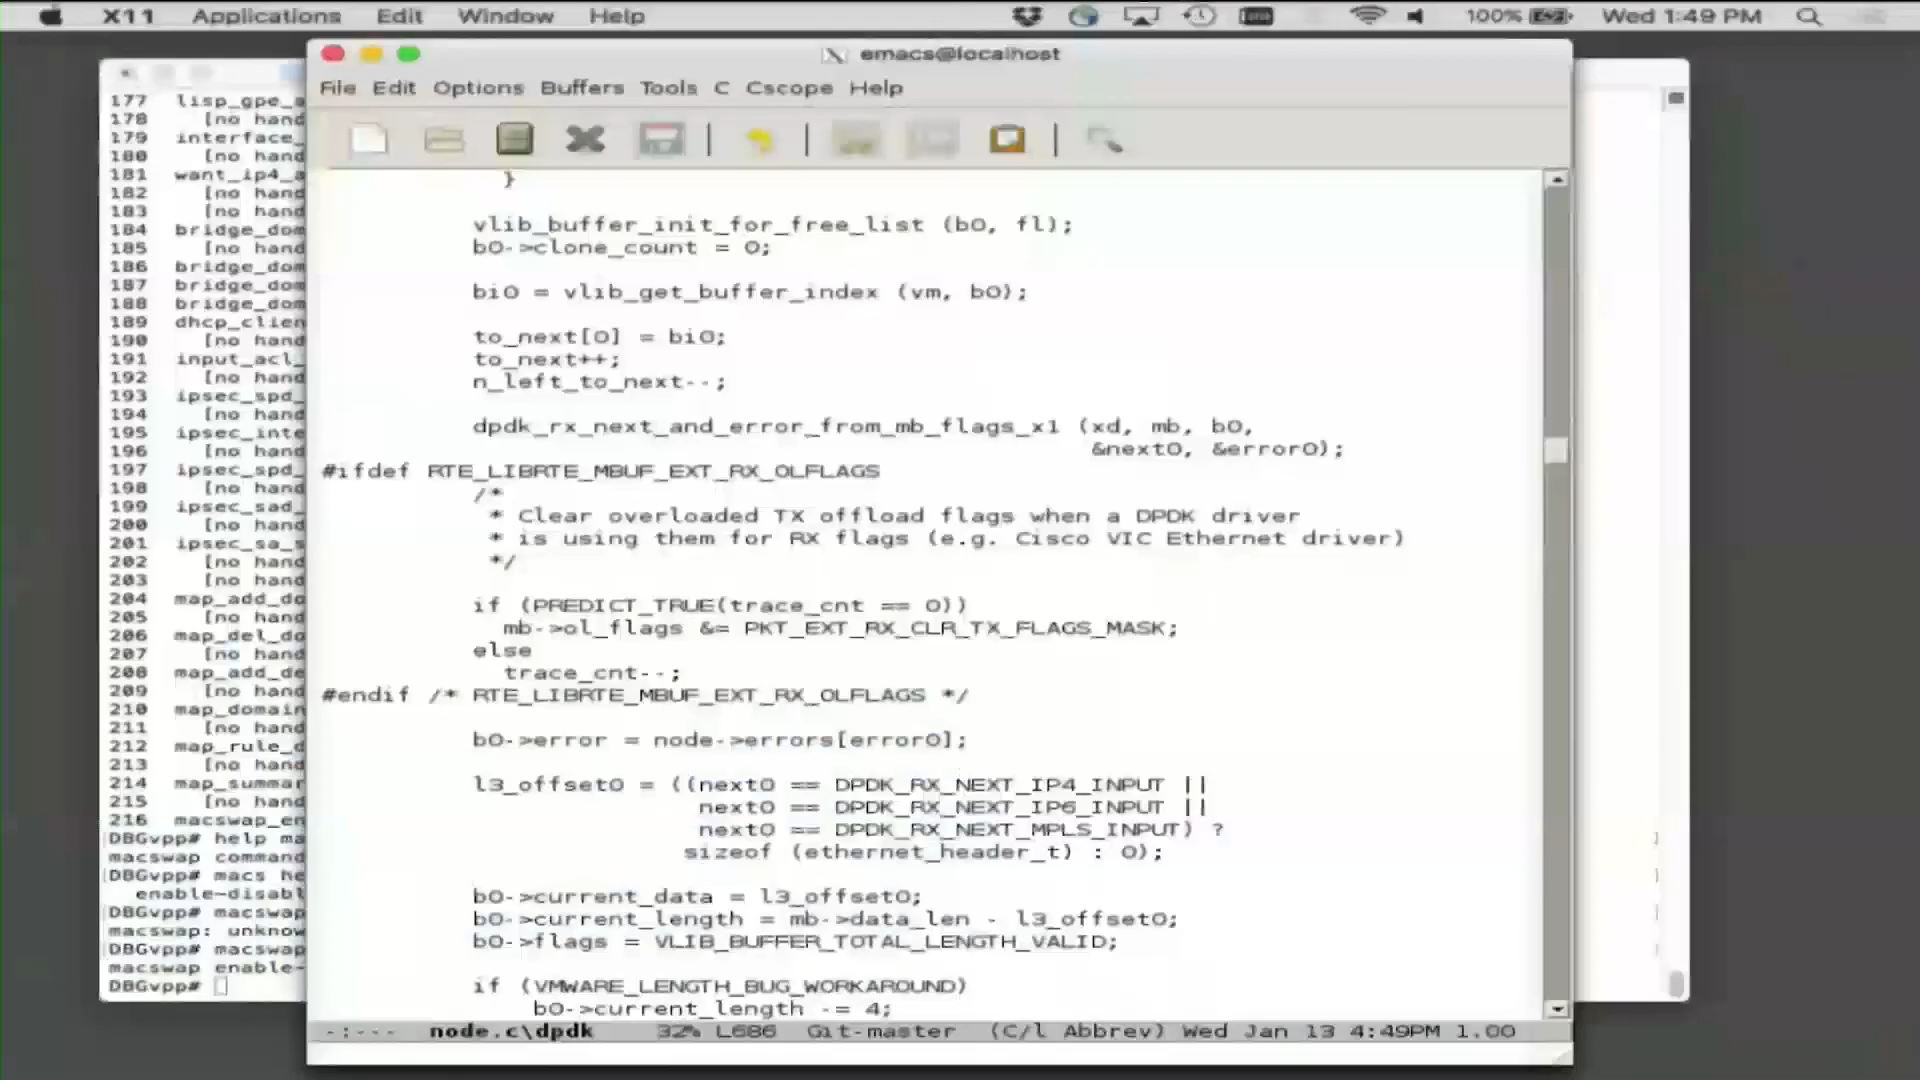 X11 Applications Edit Window Help 100% Wed 1:49 PM
emacs@localhost
File Edit Options Buffers Tools C Cscope Help
177 lisp_gpe_a
178 [no hand
179 interface_
180 [no hand
181 want_ip4_a
182 [no hand
183 [no hand
184 bridge_dom
185 [no hand
186 bridge_dom
187 bridge_dom
188 bridge_dom
189 dhcp_clien
190 [no hand
191 input_acl_
192 [no hand
193 ipsec_spd_
194 [no hand
195 ipsec_inte
196 [no hand
197 ipsec_spd_
198 [no hand
199 ipsec_sad_
200 [no hand
201 ipsec_sa_s
202 [no hand
203 [no hand
204 map_add_do
205 [no hand
206 map_del_do
207 [no hand
208 map_add_de
209 [no hand
210 map_domain
211 [no hand
212 map_rule_d
213 [no hand
214 map_summar
215 [no hand
216 macswap_en
DBGvpp# help ma
macswap command
DBGvpp# macs he
enable-disabl
DBGvpp# macswap
macswap: unknow
DBGvpp# macswap
macswap enable-
DBGvpp#
}
vlib_buffer_init_for_free_list (b0, fl);
b0->clone_count = 0;
bi0 = vlib_get_buffer_index (vm, b0);
to_next[0] = bi0;
to_next++;
n_left_to_next--;
dpdk_rx_next_and_error_from_mb_flags_x1 (xd, mb, b0,
&next0, &error0);
#ifdef RTE_LIBRTE_MBUF_EXT_RX_OLFLAGS
/*
* Clear overloaded TX offload flags when a DPDK driver
* is using them for RX flags (e.g. Cisco VIC Ethernet driver)
*/
if (PREDICT_TRUE(trace_cnt == 0))
mb->ol_flags &= PKT_EXT_RX_CLR_TX_FLAGS_MASK;
else
trace_cnt--;
#endif /* RTE_LIBRTE_MBUF_EXT_RX_OLFLAGS */
b0->error = node->errors[error0];
l3_offset0 = ((next0 == DPDK_RX_NEXT_IP4_INPUT ||
next0 == DPDK_RX_NEXT_IP6_INPUT ||
next0 == DPDK_RX_NEXT_MPLS_INPUT) ?
sizeof (ethernet_header_t) : 0);
b0->current_data = l3_offset0;
b0->current_length = mb->data_len - l3_offset0;
b0->flags = VLIB_BUFFER_TOTAL_LENGTH_VALID;
if (VMWARE_LENGTH_BUG_WORKAROUND)
b0->current_length -= 4;
-:--- node.c\dpdk 32% L686 Git-master (C/l Abbrev) Wed Jan 13 4:49PM 1.00